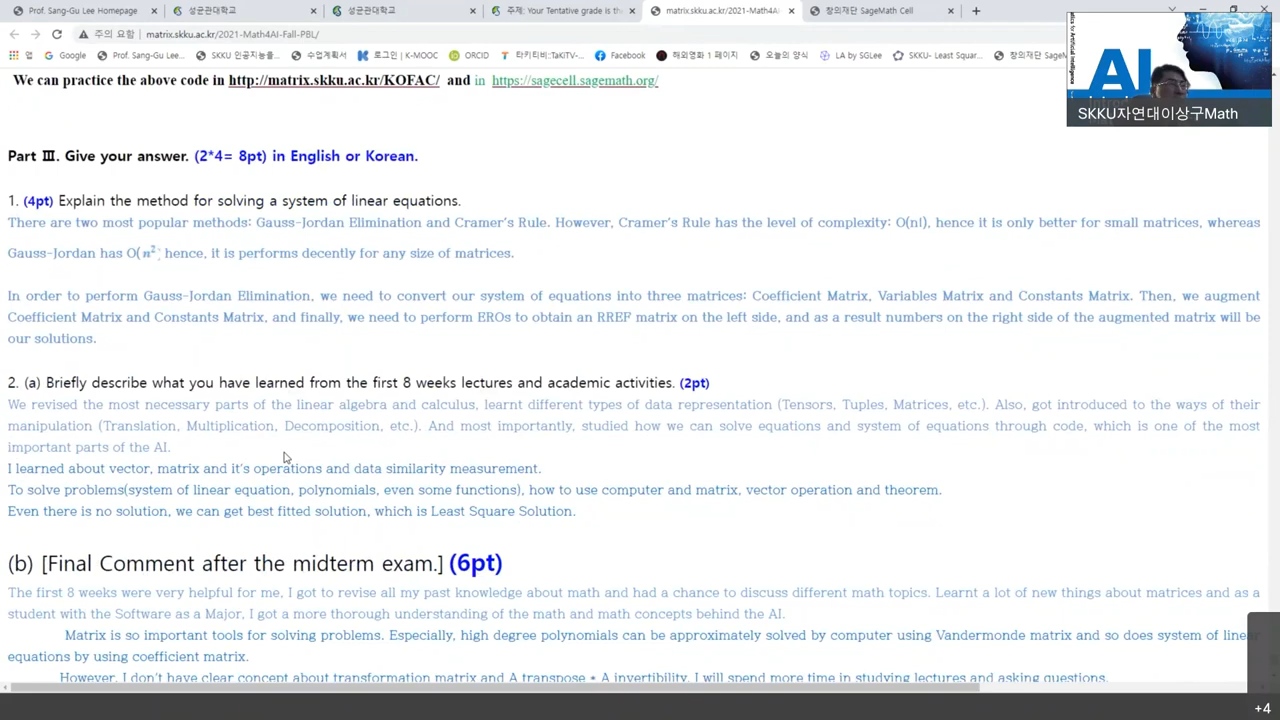 Prof. Sang-Gu Lee Homepage
성균관대학교
성균관대학교
주제: Your Tentative grade is th
matrix.skku.ac.kr/2021-Math4AI
창의재단 SageMath Cell
주의 요함 | matrix.skku.ac.kr/2021-Math4AI-Fall-PBL/
앱 Google Prof. Sang-Gu Lee... SKKU 인공지능을... 수업계획서 로그인 | K-MOOC ORCID 타키티비::TaKiTV-... Facebook 해외영화 1 페이지 오늘의 양식 LA by SGLee SKKU- Least Squar... 창의재단 SageM
We can practice the above code in http://matrix.skku.ac.kr/KOFAC/ and in https://sagecell.sagemath.org/
AI
SKKU자연대이상구Math
Part Ⅲ. Give your answer. (2*4= 8pt) in English or Korean.
1. (4pt) Explain the method for solving a system of linear equations.
There are two most popular methods: Gauss-Jordan Elimination and Cramer's Rule. However, Cramer's Rule has the level of complexity: O(n!), hence it is only better for small matrices, whereas
Gauss-Jordan has O(n²) hence, it is performs decently for any size of matrices.
In order to perform Gauss-Jordan Elimination, we need to convert our system of equations into three matrices: Coefficient Matrix, Variables Matrix and Constants Matrix. Then, we augment
Coefficient Matrix and Constants Matrix, and finally, we need to perform EROs to obtain an RREF matrix on the left side, and as a result numbers on the right side of the augmented matrix will be
our solutions.
2. (a) Briefly describe what you have learned from the first 8 weeks lectures and academic activities. (2pt)
We revised the most necessary parts of the linear algebra and calculus, learnt different types of data representation (Tensors, Tuples, Matrices, etc.). Also, got introduced to the ways of their
manipulation (Translation, Multiplication, Decomposition, etc.). And most importantly, studied how we can solve equations and system of equations through code, which is one of the most
important parts of the AI.
I learned about vector, matrix and it's operations and data similarity measurement.
To solve problems(system of linear equation, polynomials, even some functions), how to use computer and matrix, vector operation and theorem.
Even there is no solution, we can get best fitted solution, which is Least Square Solution.
(b) [Final Comment after the midterm exam.] (6pt)
The first 8 weeks were very helpful for me, I got to revise all my past knowledge about math and had a chance to discuss different math topics. Learnt a lot of new things about matrices and as a
student with the Software as a Major, I got a more thorough understanding of the math and math concepts behind the AI.
Matrix is so important tools for solving problems. Especially, high degree polynomials can be approximately solved by computer using Vandermonde matrix and so does system of linear
equations by using coefficient matrix.
However, I don't have clear concept about transformation matrix and A transpose * A invertibility. I will spend more time in studying lectures and asking questions.
+4